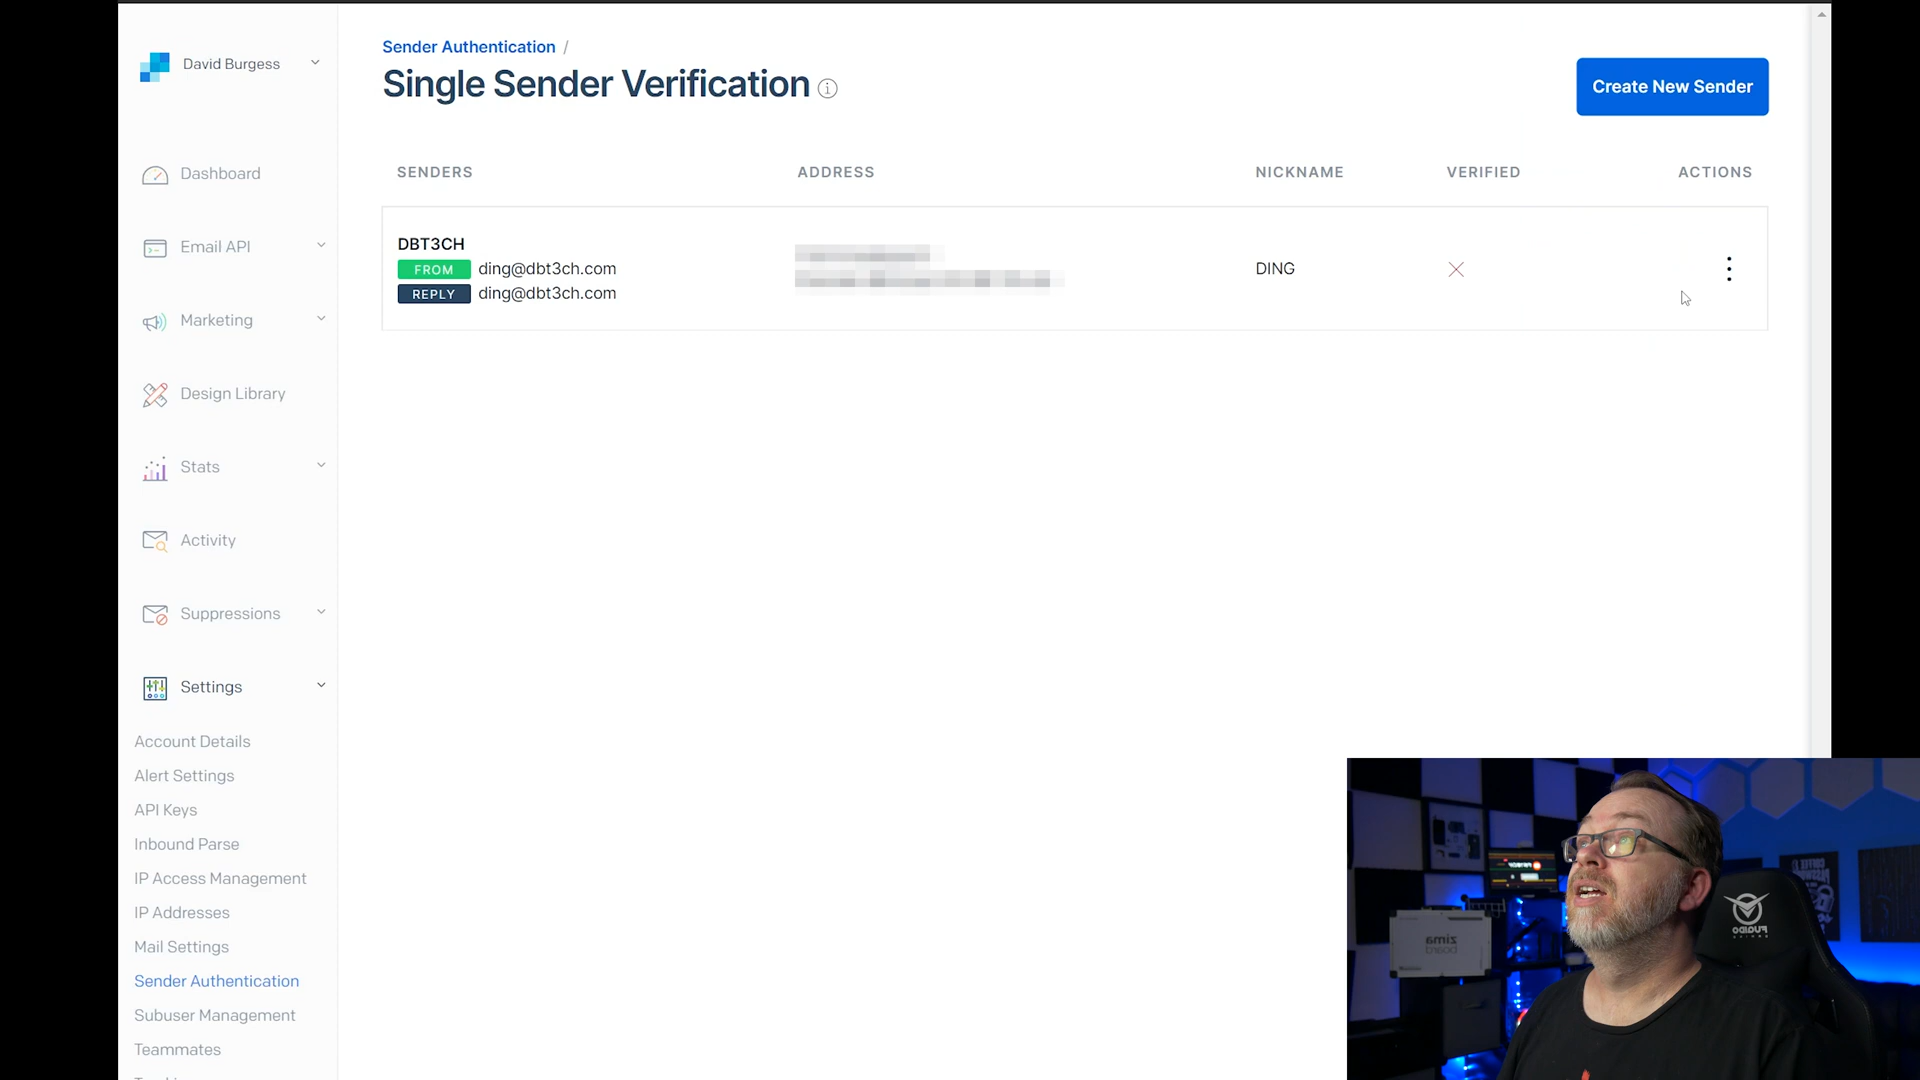 David Burgess
Dashboard
Email API
Marketing
Design Library
Stats
Activity
Suppressions
Settings
Account Details
Alert Settings
API Keys
Inbound Parse
IP Access Management
IP Addresses
Mail Settings
Sender Authentication
Subuser Management
Teammates
Sender Authentication /
Single Sender Verification
Create New Sender
SENDERS ADDRESS NICKNAME VERIFIED ACTIONS
DBT3CH
FROM ding@dbt3ch.com
REPLY ding@dbt3ch.com
DING
zima
board